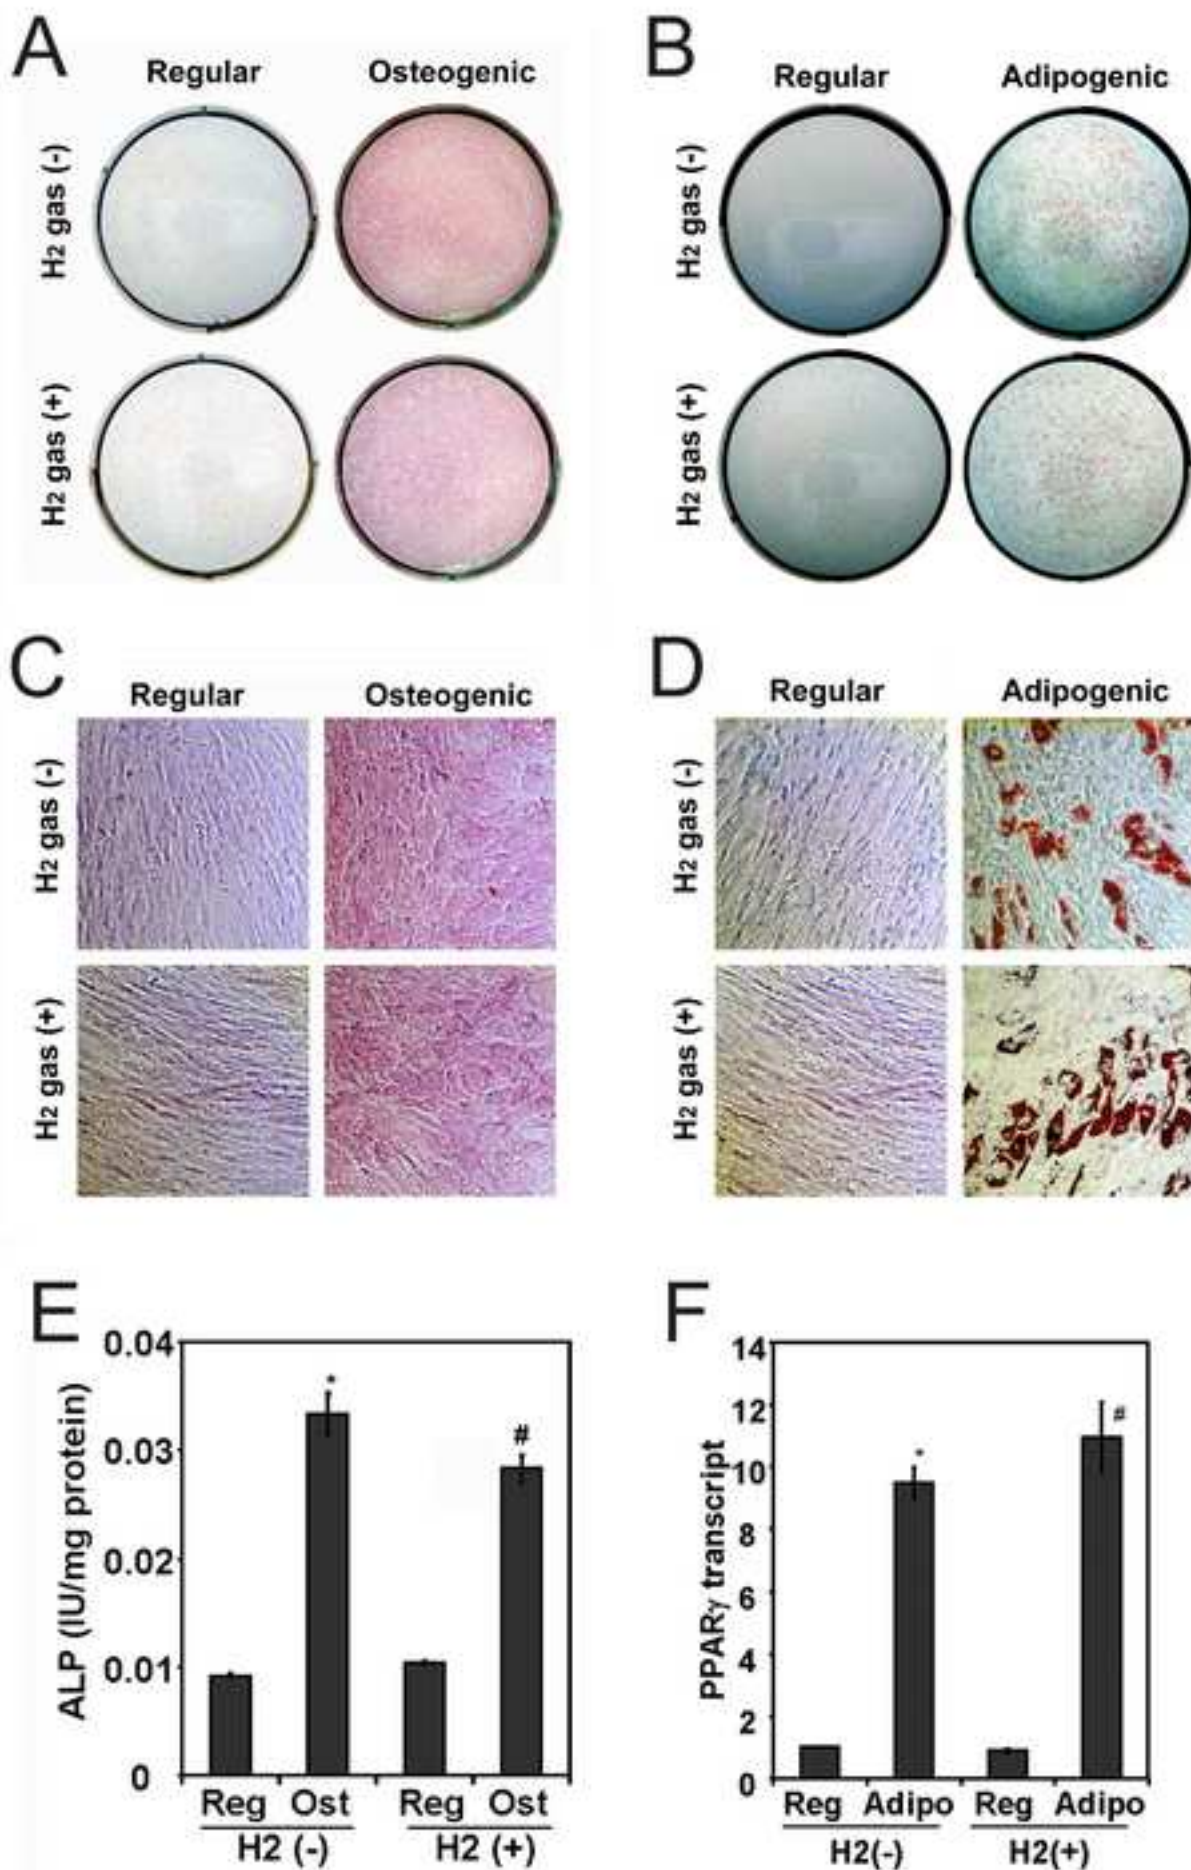 A
Regular Osteogenic
H2 gas (-)
H2 gas (+)
B
Regular Adipogenic
H2 gas (-)
H2 gas (+)
C
Regular Osteogenic
H2 gas (-)
H2 gas (+)
D
Regular Adipogenic
H2 gas (-)
H2 gas (+)
E
ALP (IU/mg protein)
0.04
0.03
0.02
0.01
0
*
#
Reg Ost Reg Ost
H2 (-) H2 (+)
F
PPARγ transcript
14
12
10
8
6
4
2
0
*
#
Reg Adipo Reg Adipo
H2(-) H2(+)